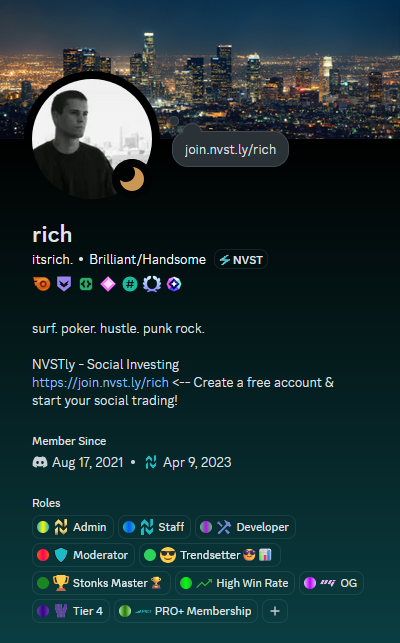 join.nvst.ly/rich
rich
itsrich. • Brilliant/Handsome NVST
surf. poker. hustle. punk rock.
NVSTly - Social Investing
https://join.nvst.ly/rich <-- Create a free account &
start your social trading!
Member Since
Aug 17, 2021 • Apr 9, 2023
Roles
Admin Staff Developer
Moderator Trendsetter
Stonks Master High Win Rate OG
Tier 4 PRO+ Membership +